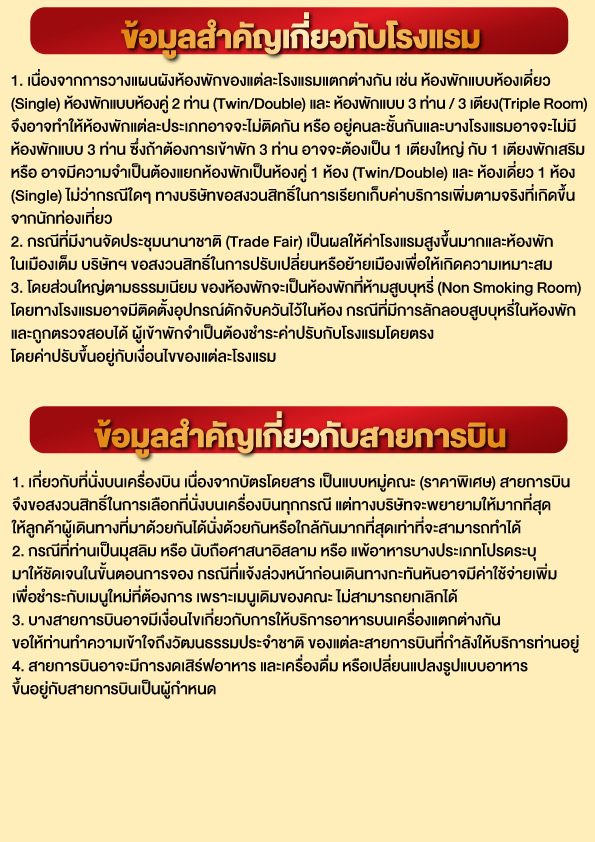 ข้อมูลสำคัญเกี่ยวกับโรงแรม
1. เนื่องจากการวางแผนผังห้องพักของแต่ละโรงแรมแตกต่างกัน เช่น ห้องพักแบบห้องเดี่ยว
(Single) ห้องพักแบบห้องคู่ 2 ท่าน (Twin/Double) และ ห้องพักแบบ 3 ท่าน / 3 เตียง(Triple Room)
จึงอาจทำให้ห้องพักแต่ละประเภทอาจจะไม่ติดกัน หรือ อยู่คนละชั้นกันและบางโรงแรมอาจจะไม่มี
ห้องพักแบบ 3 ท่าน ซึ่งถ้าต้องการเข้าพัก 3 ท่าน อาจจะต้องเป็น 1 เตียงใหญ่ กับ 1 เตียงพักเสริม
หรือ อาจมีความจำเป็นต้องแยกห้องพักเป็นห้องคู่ 1 ห้อง (Twin/Double) และ ห้องเดี่ยว 1 ห้อง
(Single) ไม่ว่ากรณีใดๆ ทางบริษัทขอสงวนสิทธิ์ในการเรียกเก็บค่าบริการเพิ่มตามจริงที่เกิดขึ้น
จากนักท่องเที่ยว
2. กรณีที่มีงานจัดประชุมนานาชาติ (Trade Fair) เป็นผลให้ค่าโรงแรมสูงขึ้นมากและห้องพัก
ในเมืองเต็ม บริษัทฯ ขอสงวนสิทธิ์ในการปรับเปลี่ยนหรือย้ายเมืองเพื่อให้เกิดความเหมาะสม
3. โดยส่วนใหญ่ตามธรรมเนียม ของห้องพักจะเป็นห้องพักที่ห้ามสูบบุหรี่ (Non Smoking Room)
โดยทางโรงแรมอาจมีติดตั้งอุปกรณ์ดักจับควันไว้ในห้อง กรณีที่มีการลักลอบสูบบุหรี่ในห้องพัก
และถูกตรวจสอบได้ ผู้เข้าพักจำเป็นต้องชำระค่าปรับกับโรงแรมโดยตรง
โดยค่าปรับขึ้นอยู่กับเงื่อนไขของแต่ละโรงแรม
ข้อมูลสำคัญเกี่ยวกับสายการบิน
1. เกี่ยวกับที่นั่งบนเครื่องบิน เนื่องจากบัตรโดยสาร เป็นแบบหมู่คณะ (ราคาพิเศษ) สายการบิน
จึงขอสงวนสิทธิ์ในการเลือกที่นั่งบนเครื่องบินทุกกรณี แต่ทางบริษัทจะพยายามให้มากที่สุด
ให้ลูกค้าผู้เดินทางที่มาด้วยกันได้นั่งด้วยกันหรือใกล้กันมากที่สุดเท่าที่จะสามารถทำได้
2. กรณีที่ท่านเป็นมุสลิม หรือ นับถือศาสนาอิสลาม หรือ แพ้อาหารบางประเภทโปรดระบุ
มาให้ชัดเจนในขั้นตอนการจอง กรณีที่แจ้งล่วงหน้าก่อนเดินทางกะทันหันอาจมีค่าใช้จ่ายเพิ่ม
เพื่อชำระกับเมนูใหม่ที่ต้องการ เพราะเมนูเดิมของคณะ ไม่สามารถยกเลิกได้
3. บางสายการบินอาจมีเงื่อนไขเกี่ยวกับการให้บริการอาหารบนเครื่องแตกต่างกัน
ขอให้ท่านทำความเข้าใจถึงวัฒนธรรมประจำชาติ ของแต่ละสายการบินที่กำลังให้บริการท่านอยู่
4. สายการบินอาจะมีการงดเสิร์ฟอาหาร และเครื่องดื่ม หรือเปลี่ยนแปลงรูปแบบอาหาร
ขึ้นอยู่กับสายการบินเป็นผู้กำหนด